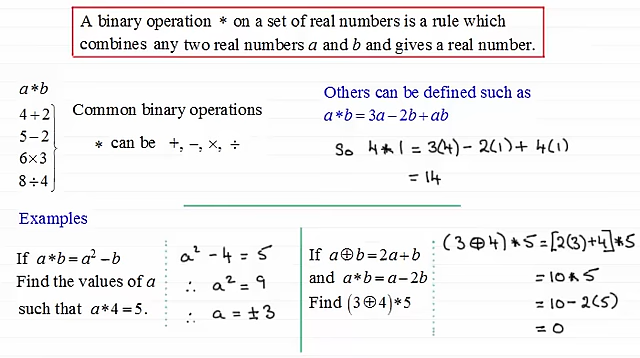 A binary operation * on a set of real numbers is a rule which
combines any two real numbers a and b and gives a real number.
a*b
4+2
5−2
6×3
8÷4
Common binary operations
* can be +, −, ×, ÷
Others can be defined such as
a*b=3a−2b+ab
So 4*1 = 3(4) − 2(1) + 4(1)
= 14
Examples
If a*b=a²−b
Find the values of a
such that a*4=5.
a² − 4 = 5
∴ a² = 9
∴ a = ±3
If a⊕b=2a+b
and a*b=a−2b
Find (3⊕4)*5
(3⊕4)*5=[2(3)+4]*5
= 10*5
= 10−2(5)
= 0